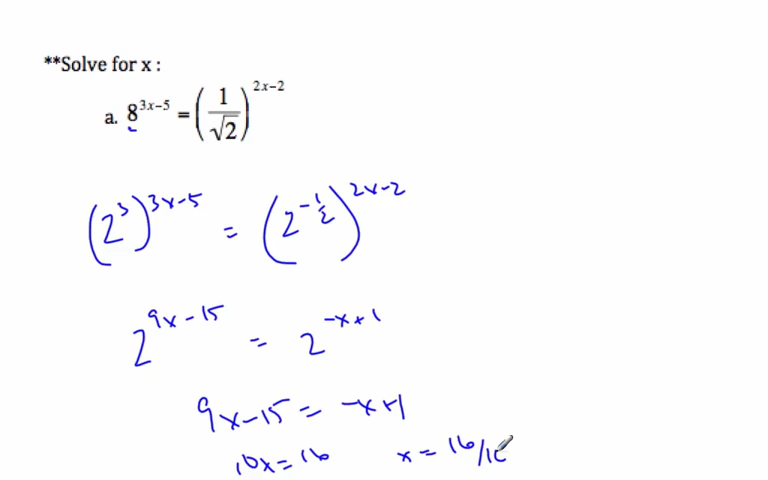 **Solve for x :
a. 8^{3x−5} = (1/√2)^{2x−2}
(2^3)^{3x−5} = (2^{−1/2})^{2x−2}
2^{9x−15} = 2^{−x+1}
9x−15 = −x+1
10x = 16 x = 16/10